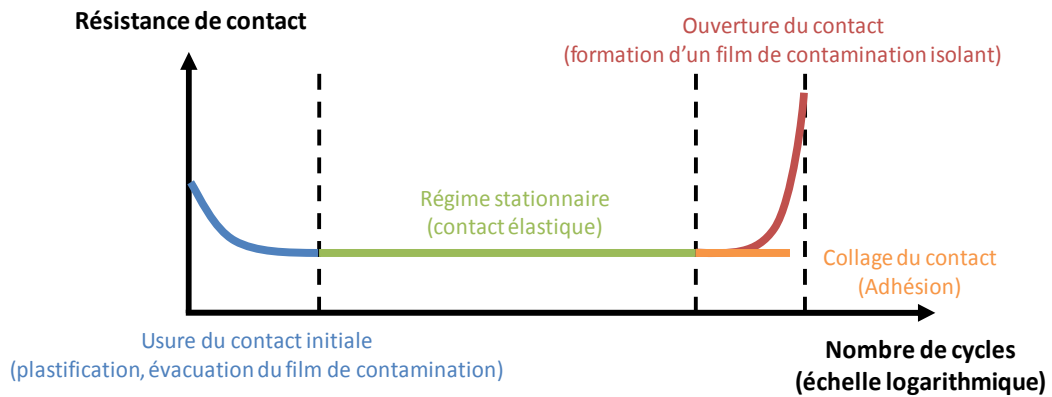 Résistance de contact
Ouverture du contact
(formation d'un film de contamination isolant)
Régime stationnaire
(contact élastique)
Collage du contact
(Adhésion)
Usure du contact initiale
(plastification, évacuation du film de contamination)
Nombre de cycles
(échelle logarithmique)